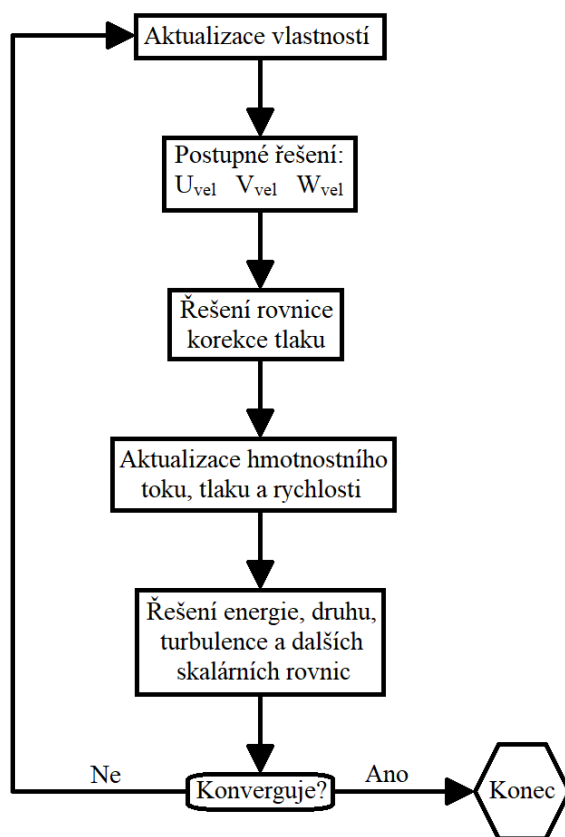 Aktualizace vlastností
Postupné řešení:
Uvel Vvel Wvel
Řešení rovnice
korekce tlaku
Aktualizace hmotnostního
toku, tlaku a rychlosti
Řešení energie, druhu,
turbulence a dalších
skalárních rovnic
Ne
Konverguje?
Ano
Konec